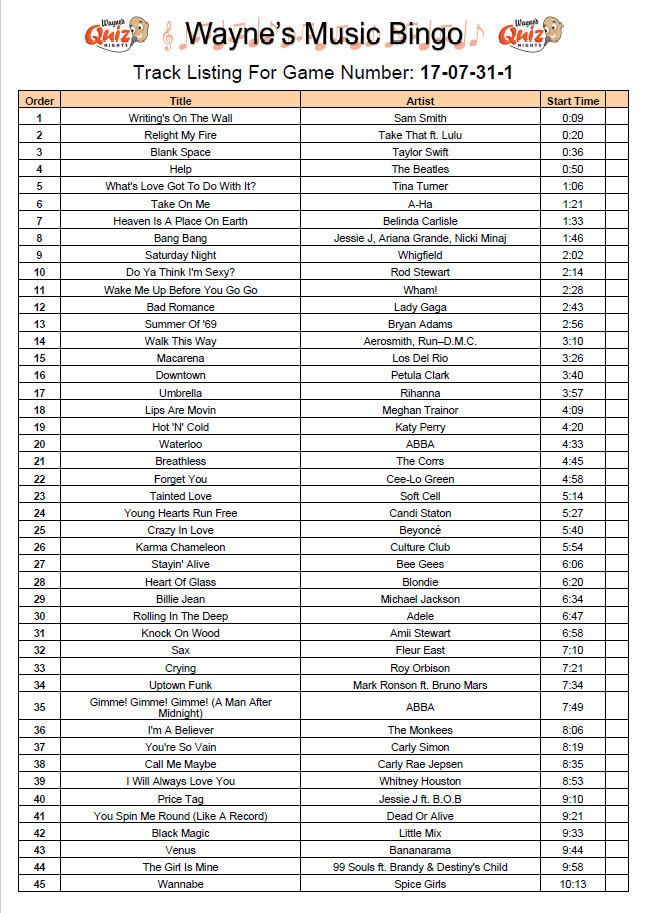 Wayne's Quiz NIGHTS Wayne's Music Bingo Wayne's Quiz NIGHTS
Track Listing For Game Number: 17-07-31-1
Order Title Artist Start Time
1 Writing's On The Wall Sam Smith 0:09
2 Relight My Fire Take That ft. Lulu 0:20
3 Blank Space Taylor Swift 0:36
4 Help The Beatles 0:50
5 What's Love Got To Do With It? Tina Turner 1:06
6 Take On Me A-Ha 1:21
7 Heaven Is A Place On Earth Belinda Carlisle 1:33
8 Bang Bang Jessie J, Ariana Grande, Nicki Minaj 1:46
9 Saturday Night Whigfield 2:02
10 Do Ya Think I'm Sexy? Rod Stewart 2:14
11 Wake Me Up Before You Go Go Wham! 2:28
12 Bad Romance Lady Gaga 2:43
13 Summer Of '69 Bryan Adams 2:56
14 Walk This Way Aerosmith, Run–D.M.C. 3:10
15 Macarena Los Del Rio 3:26
16 Downtown Petula Clark 3:40
17 Umbrella Rihanna 3:57
18 Lips Are Movin Meghan Trainor 4:09
19 Hot 'N' Cold Katy Perry 4:20
20 Waterloo ABBA 4:33
21 Breathless The Corrs 4:45
22 Forget You Cee-Lo Green 4:58
23 Tainted Love Soft Cell 5:14
24 Young Hearts Run Free Candi Staton 5:27
25 Crazy In Love Beyoncé 5:40
26 Karma Chameleon Culture Club 5:54
27 Stayin' Alive Bee Gees 6:06
28 Heart Of Glass Blondie 6:20
29 Billie Jean Michael Jackson 6:34
30 Rolling In The Deep Adele 6:47
31 Knock On Wood Amii Stewart 6:58
32 Sax Fleur East 7:10
33 Crying Roy Orbison 7:21
34 Uptown Funk Mark Ronson ft. Bruno Mars 7:34
35 Gimme! Gimme! Gimme! (A Man After
Midnight) ABBA 7:49
36 I'm A Believer The Monkees 8:06
37 You're So Vain Carly Simon 8:19
38 Call Me Maybe Carly Rae Jepsen 8:35
39 I Will Always Love You Whitney Houston 8:53
40 Price Tag Jessie J ft. B.O.B 9:10
41 You Spin Me Round (Like A Record) Dead Or Alive 9:21
42 Black Magic Little Mix 9:33
43 Venus Bananarama 9:44
44 The Girl Is Mine 99 Souls ft. Brandy & Destiny's Child 9:58
45 Wannabe Spice Girls 10:13